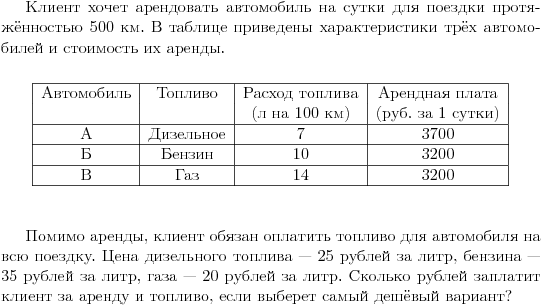 Клиент хочет арендовать автомобиль на сутки для поездки протя-
жённостью 500 км. В таблице приведены характеристики трёх автомо-
билей и стоимость их аренды.
Автомобиль Топливо Расход топлива Арендная плата
(л на 100 км) (руб. за 1 сутки)
А Дизельное 7 3700
Б Бензин 10 3200
В Газ 14 3200
Помимо аренды, клиент обязан оплатить топливо для автомобиля на
всю поездку. Цена дизельного топлива — 25 рублей за литр, бензина —
35 рублей за литр, газа — 20 рублей за литр. Сколько рублей заплатит
клиент за аренду и топливо, если выберет самый дешёвый вариант?